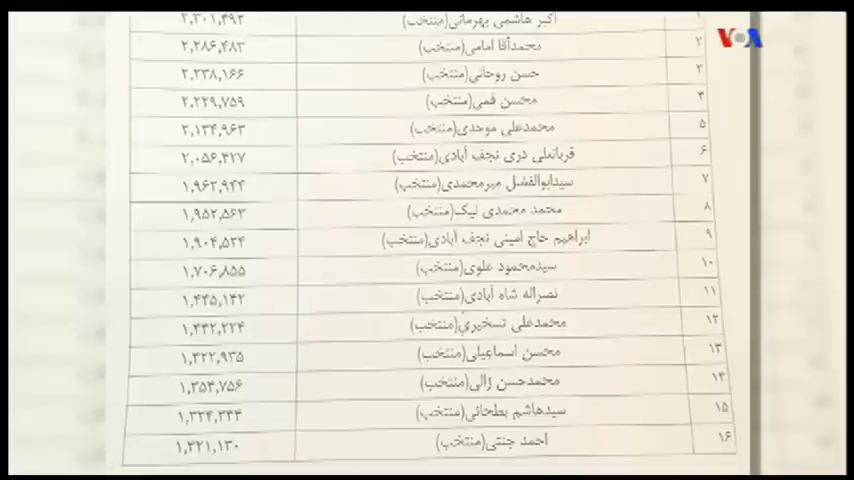 VOA
۱ اکبر هاشمی بهرمانی(منتخب) ۲,۳۰۱,۴۹۲
۲ محمدآقا امامی(منتخب) ۲,۲۸۶,۴۸۳
۳ حسن روحانی(منتخب) ۲,۲۳۸,۱۶۶
۴ محسن قمی(منتخب) ۲,۲۲۹,۷۵۹
۵ محمدعلی موحدی(منتخب) ۲,۱۳۴,۹۶۳
۶ قربانعلی دری نجف آبادی(منتخب) ۲,۰۵۶,۴۲۷
۷ سیدابوالفضل میرمحمدی(منتخب) ۱,۹۶۲,۹۴۴
۸ محمد محمدی نیک(منتخب) ۱,۹۵۲,۵۶۳
۹ ابراهیم حاج امینی نجف آبادی(منتخب) ۱,۹۰۴,۵۲۴
۱۰ سیدمحمود علوی(منتخب) ۱,۷۰۶,۸۵۵
۱۱ نصراله شاه آبادی(منتخب) ۱,۴۴۵,۱۴۲
۱۲ محمدعلی تسخیری(منتخب) ۱,۴۴۲,۲۲۴
۱۳ محسن اسماعیلی(منتخب) ۱,۴۲۲,۹۳۵
۱۴ محمدحسن زالی(منتخب) ۱,۳۵۴,۷۵۶
۱۵ سیدهاشم بطحائی(منتخب) ۱,۳۲۴,۳۴۴
۱۶ احمد جنتی(منتخب) ۱,۳۲۱,۱۳۰